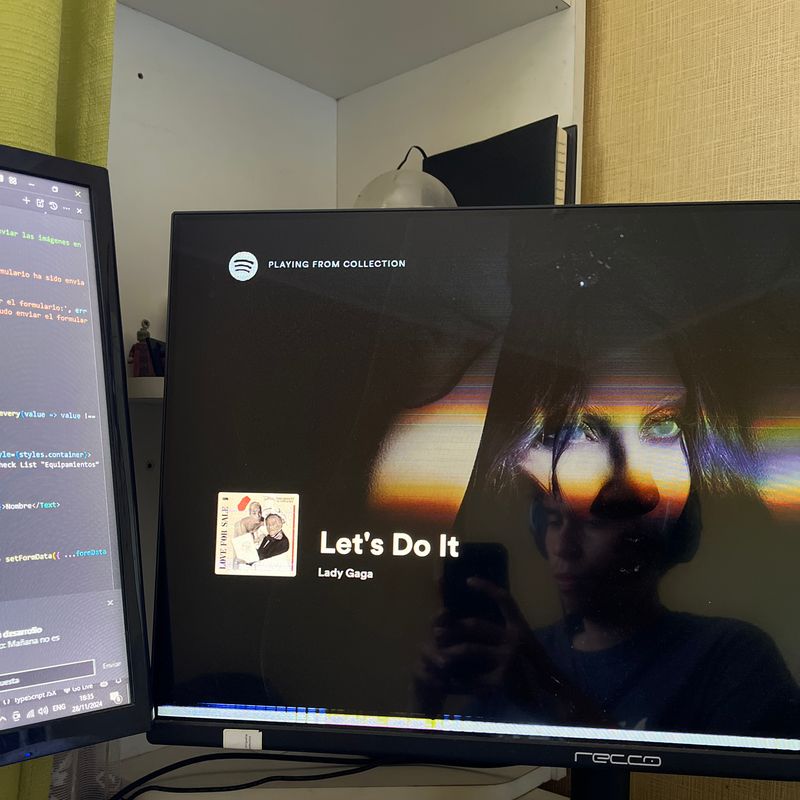 viar las imágenes en
mulario ha sido envia
r el formulario:', err
udo enviar el formular
every(value => value !==
yle={styles.container}>
heck List "Equipamientos"
>Nombre</Text>
setFormData({ ...formData
desarrollo
o: Mañana no es
uesta
Enviar
TypeScript JSX
Go Live
ENG
18:35
28/11/2024
PLAYING FROM COLLECTION
LOVE FOR SALE
Let's Do It
Lady Gaga
recco